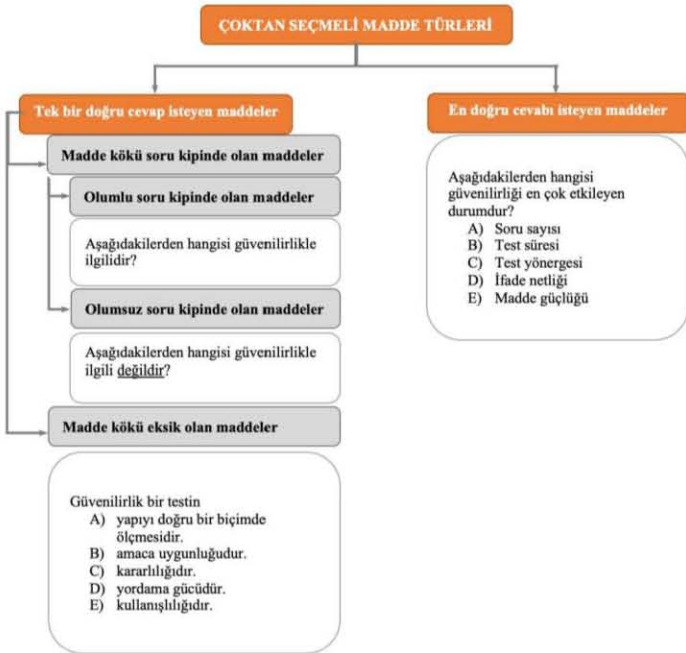 ÇOKTAN SEÇMELİ MADDE TÜRLERİ
Tek bir doğru cevap isteyen maddeler
Madde kökü soru kipinde olan maddeler
Olumlu soru kipinde olan maddeler
Aşağıdakilerden hangisi güvenilirlikle
ilgilidir?
Olumsuz soru kipinde olan maddeler
Aşağıdakilerden hangisi güvenilirlikle
ilgili değildir?
Madde kökü eksik olan maddeler
Güvenilirlik bir testin
A) yapıyı doğru bir biçimde
ölçmesidir.
B) amaca uygunluğudur.
C) kararlılığıdır.
D) yordama gücüdür.
E) kullanışlılığıdır.
En doğru cevabı isteyen maddeler
Aşağıdakilerden hangisi
güvenilirliği en çok etkileyen
durumdur?
A) Soru sayısı
B) Test süresi
C) Test yönergesi
D) İfade netliği
E) Madde güçlüğü